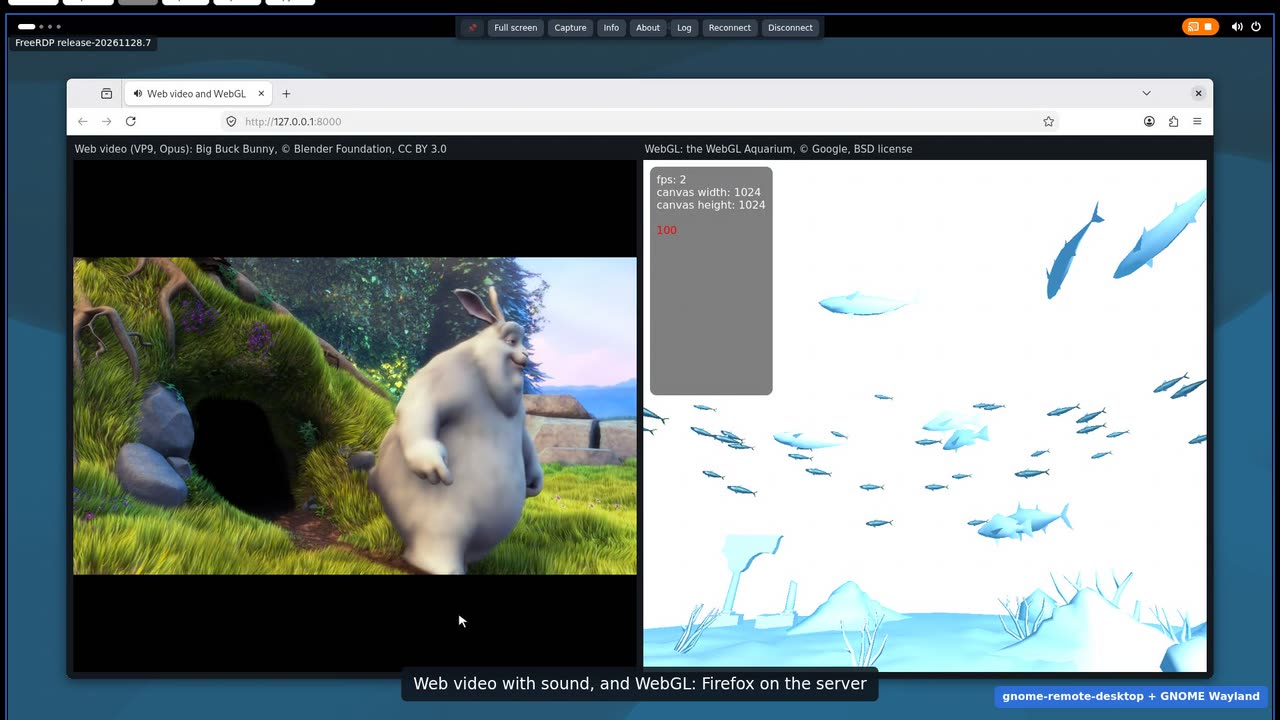 Full screen
Capture
Info
About
Log
Reconnect
Disconnect
FreeRDP release-20261128.7
Web video and WebGL
http://127.0.0.1:8000
Web video (VP9, Opus): Big Buck Bunny, © Blender Foundation, CC BY 3.0
WebGL: the WebGL Aquarium, © Google, BSD license
fps: 2
canvas width: 1024
canvas height: 1024
100
Web video with sound, and WebGL: Firefox on the server
gnome-remote-desktop + GNOME Wayland